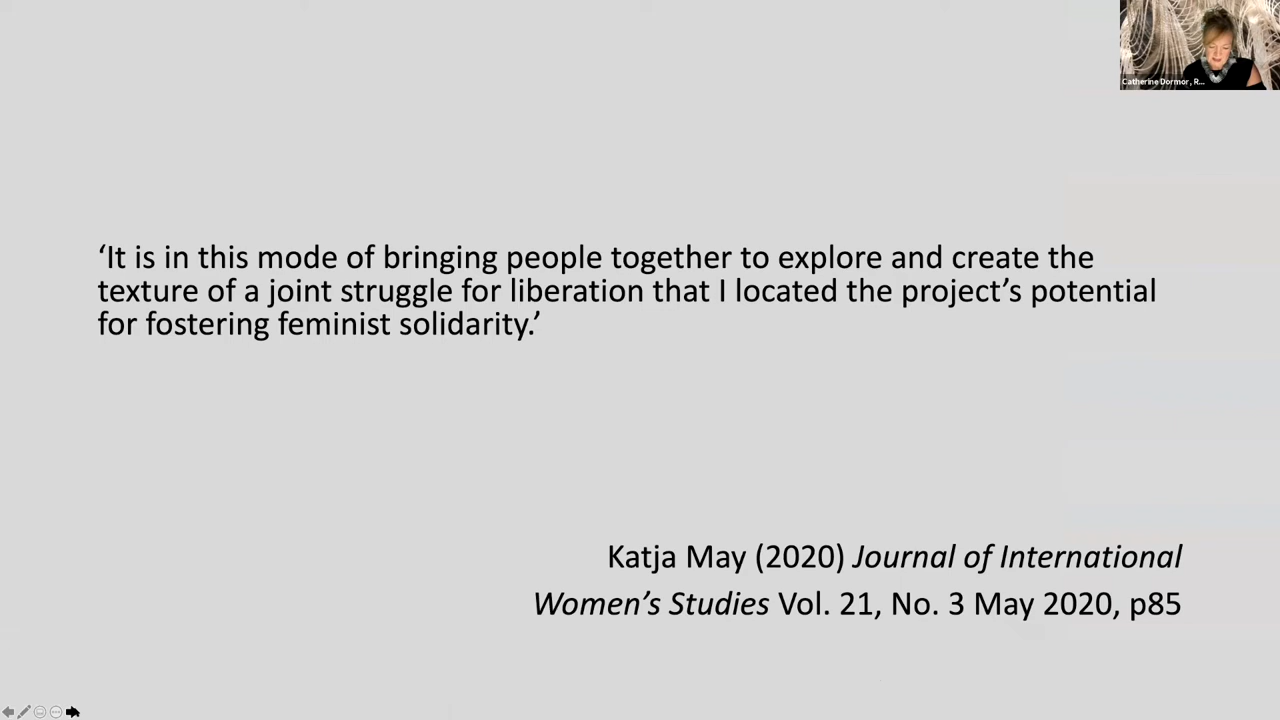 Catherine Dormor, R...
‘It is in this mode of bringing people together to explore and create the
texture of a joint struggle for liberation that I located the project’s potential
for fostering feminist solidarity.’
Katja May (2020) Journal of International
Women’s Studies Vol. 21, No. 3 May 2020, p85